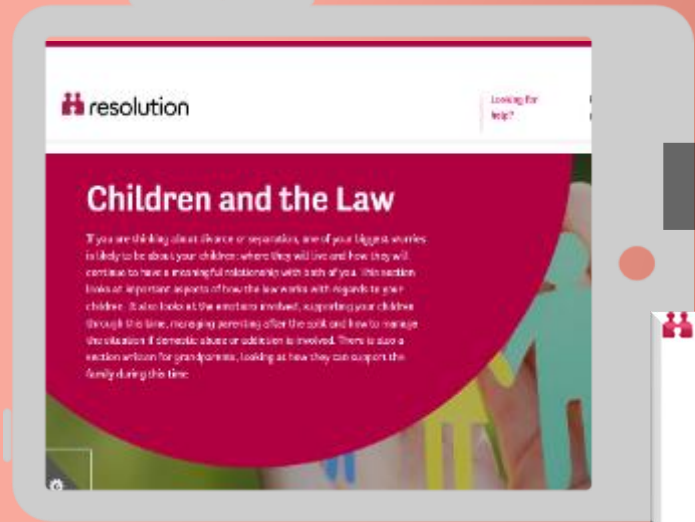 resolution
Looking for
help?
Children and the Law
If you are thinking about divorce or separation, one of your biggest worries
is likely to be about your children: where they will live and how they will
continue to have a meaningful relationship with both of you. This section
looks at important aspects of how the law works with regards to your
children. It also looks at the emotions involved, supporting your children
through this time, managing parenting after the split and how to manage
the situation if domestic abuse or addiction is involved. There is also a
section written for grandparents, looking at how they can support the
family during this time